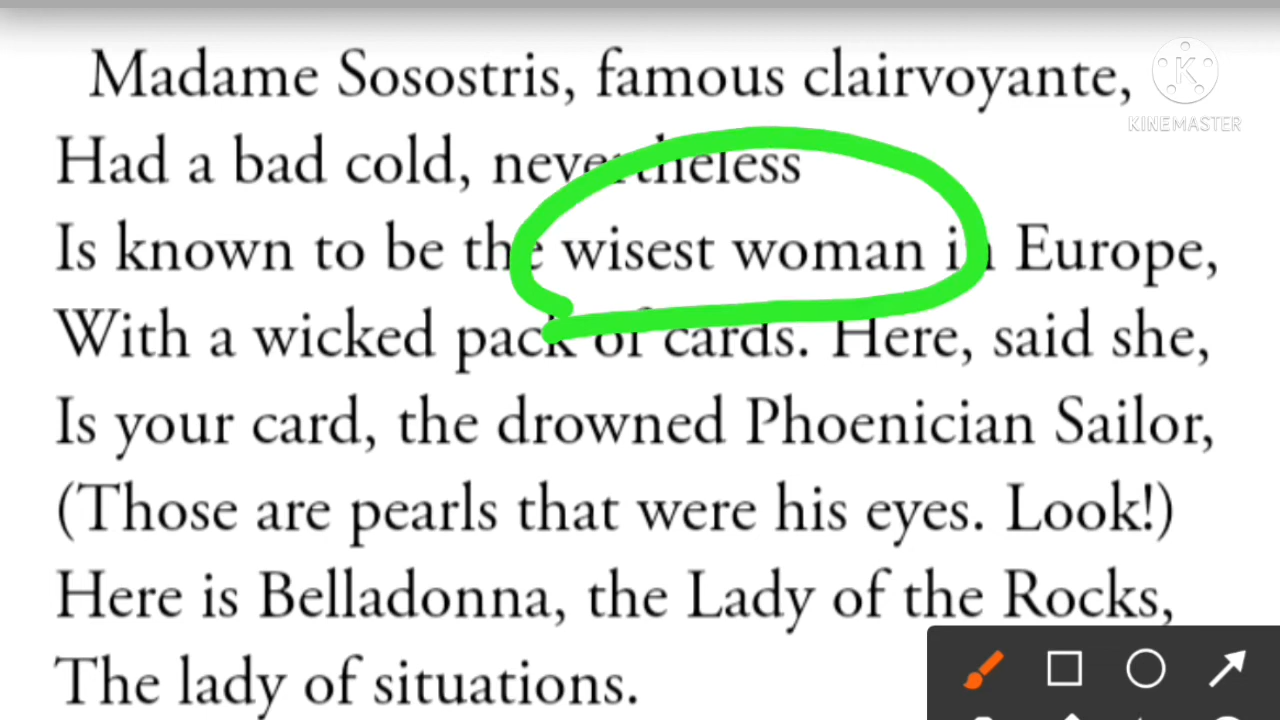 Madame Sosostris, famous clairvoyante,
KINEMASTER
Had a bad cold, nevertheless
Is known to be the wisest woman in Europe,
With a wicked pack of cards. Here, said she,
Is your card, the drowned Phoenician Sailor,
(Those are pearls that were his eyes. Look!)
Here is Belladonna, the Lady of the Rocks,
The lady of situations.